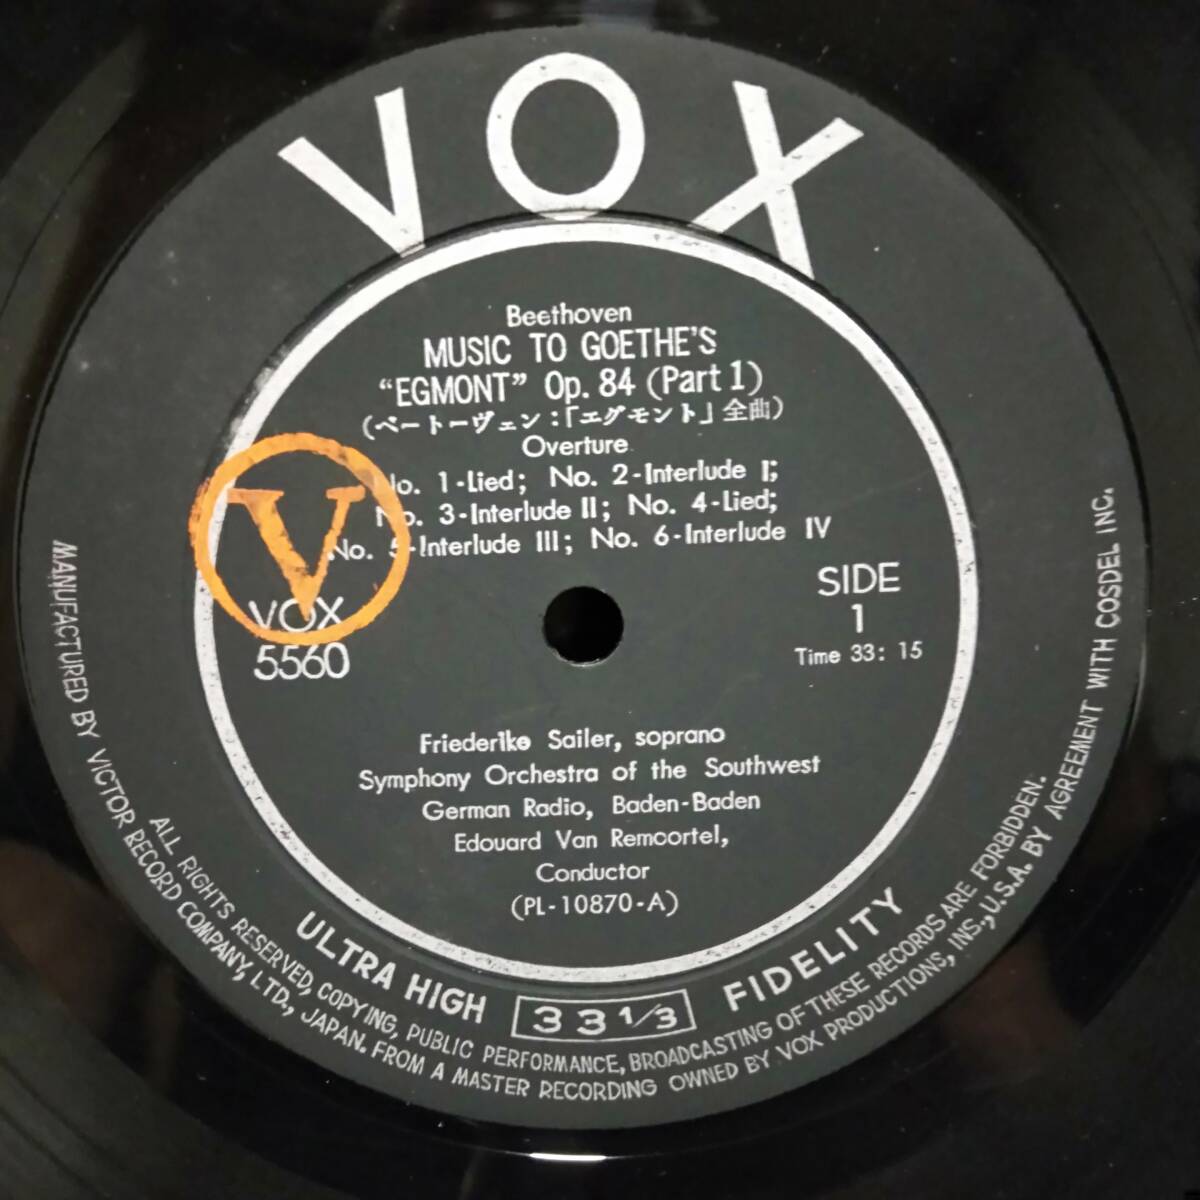 VOX
Beethoven
MUSIC TO GOETHE'S
"EGMONT" Op. 84 (Part 1)
(ベートーヴェン:「エグモント」全曲)
Overture
No. 1-Lied; No. 2-Interlude I;
No. 3-Interlude II; No. 4-Lied;
No. 5-Interlude III; No. 6-Interlude IV
V
VOX
5560
SIDE
1
Time 33: 15
Friederike Sailer, soprano
Symphony Orchestra of the Southwest
German Radio, Baden-Baden
Edouard Van Remoortel,
Conductor
(PL-10870-A)
ULTRA HIGH 33 1/3 FIDELITY
ALL RIGHTS RESERVED, COPYING, PUBLIC PERFORMANCE, BROADCASTING OF THESE RECORDS ARE FORBIDDEN.
MANUFACTURED BY VICTOR RECORD COMPANY, LTD., JAPAN. FROM A MASTER RECORDING OWNED BY VOX PRODUCTIONS, INS., U.S.A. BY AGREEMENT WITH COSDEL INC.